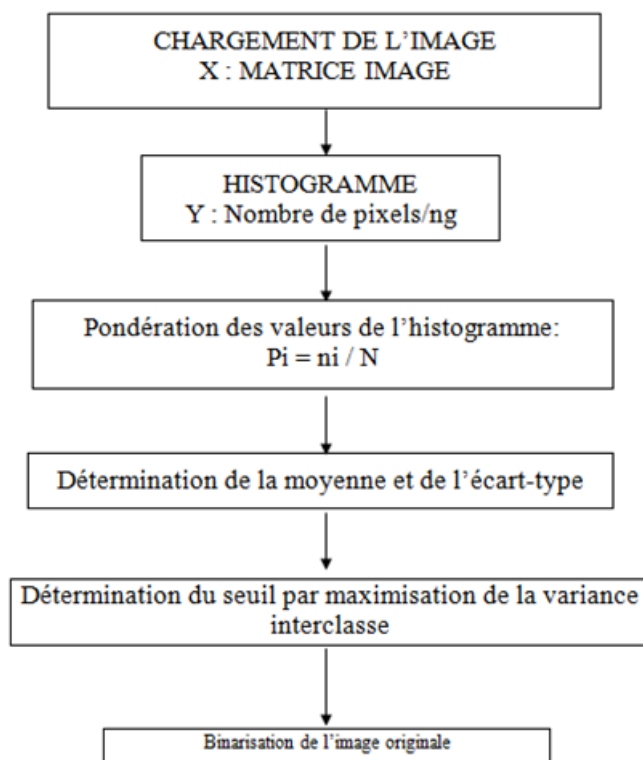 CHARGEMENT DE L’IMAGE
X : MATRICE IMAGE
HISTOGRAMME
Y : Nombre de pixels/ng
Pondération des valeurs de l’histogramme:
Pi = ni / N
Détermination de la moyenne et de l’écart-type
Détermination du seuil par maximisation de la variance
interclasse
Binarisation de l’image originale